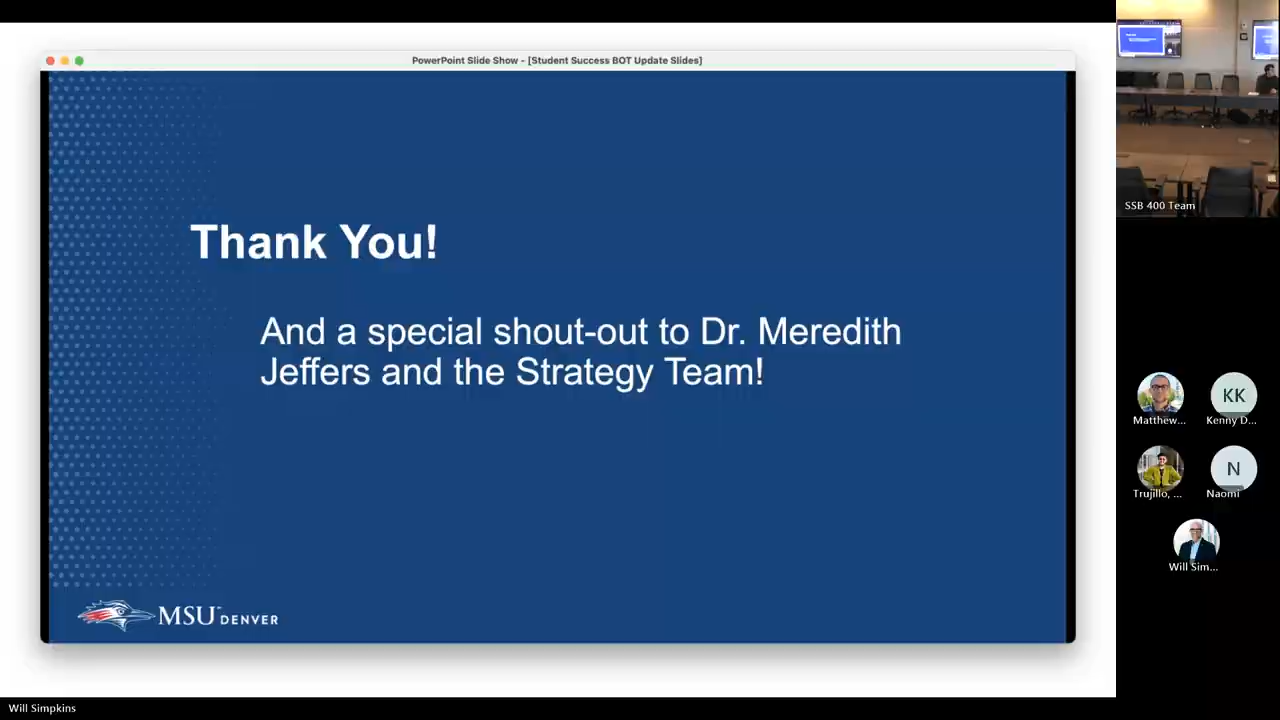 PowerPoint Slide Show - [Student Success BOT Update Slides]
Thank You!
And a special shout-out to Dr. Meredith
Jeffers and the Strategy Team!
MSU DENVER
SSB 400 Team
Matthew...
KK
Kenny D...
Trujillo, ...
N
Naomi
Will Sim...
Will Simpkins